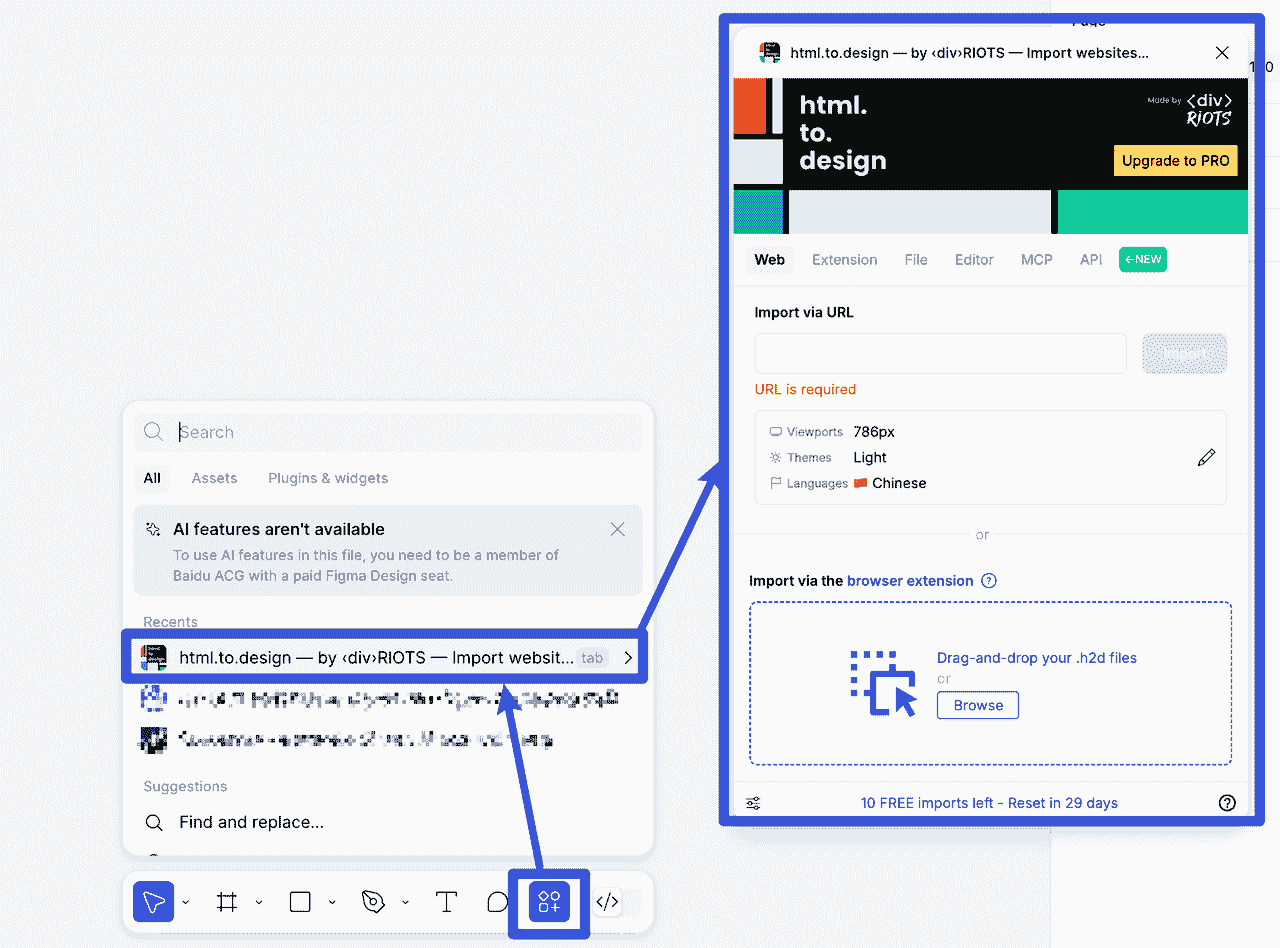 Page
html.to.design — by ‹div›RIOTS — Import websites...
10
html.
to.
design
Made by <div>
RIOTS
Upgrade to PRO
Web
Extension
File
Editor
MCP
API
←NEW
Import via URL
Import
URL is required
Viewports 786px
Themes Light
Languages Chinese
or
Import via the browser extension
Drag-and-drop your .h2d files
or
Browse
10 FREE imports left - Reset in 29 days
Search
All
Assets
Plugins & widgets
AI features aren't available
To use AI features in this file, you need to be a member of
Baidu ACG with a paid Figma Design seat.
Recents
html.to.design — by ‹div›RIOTS — Import websit... tab
Suggestions
Find and replace...